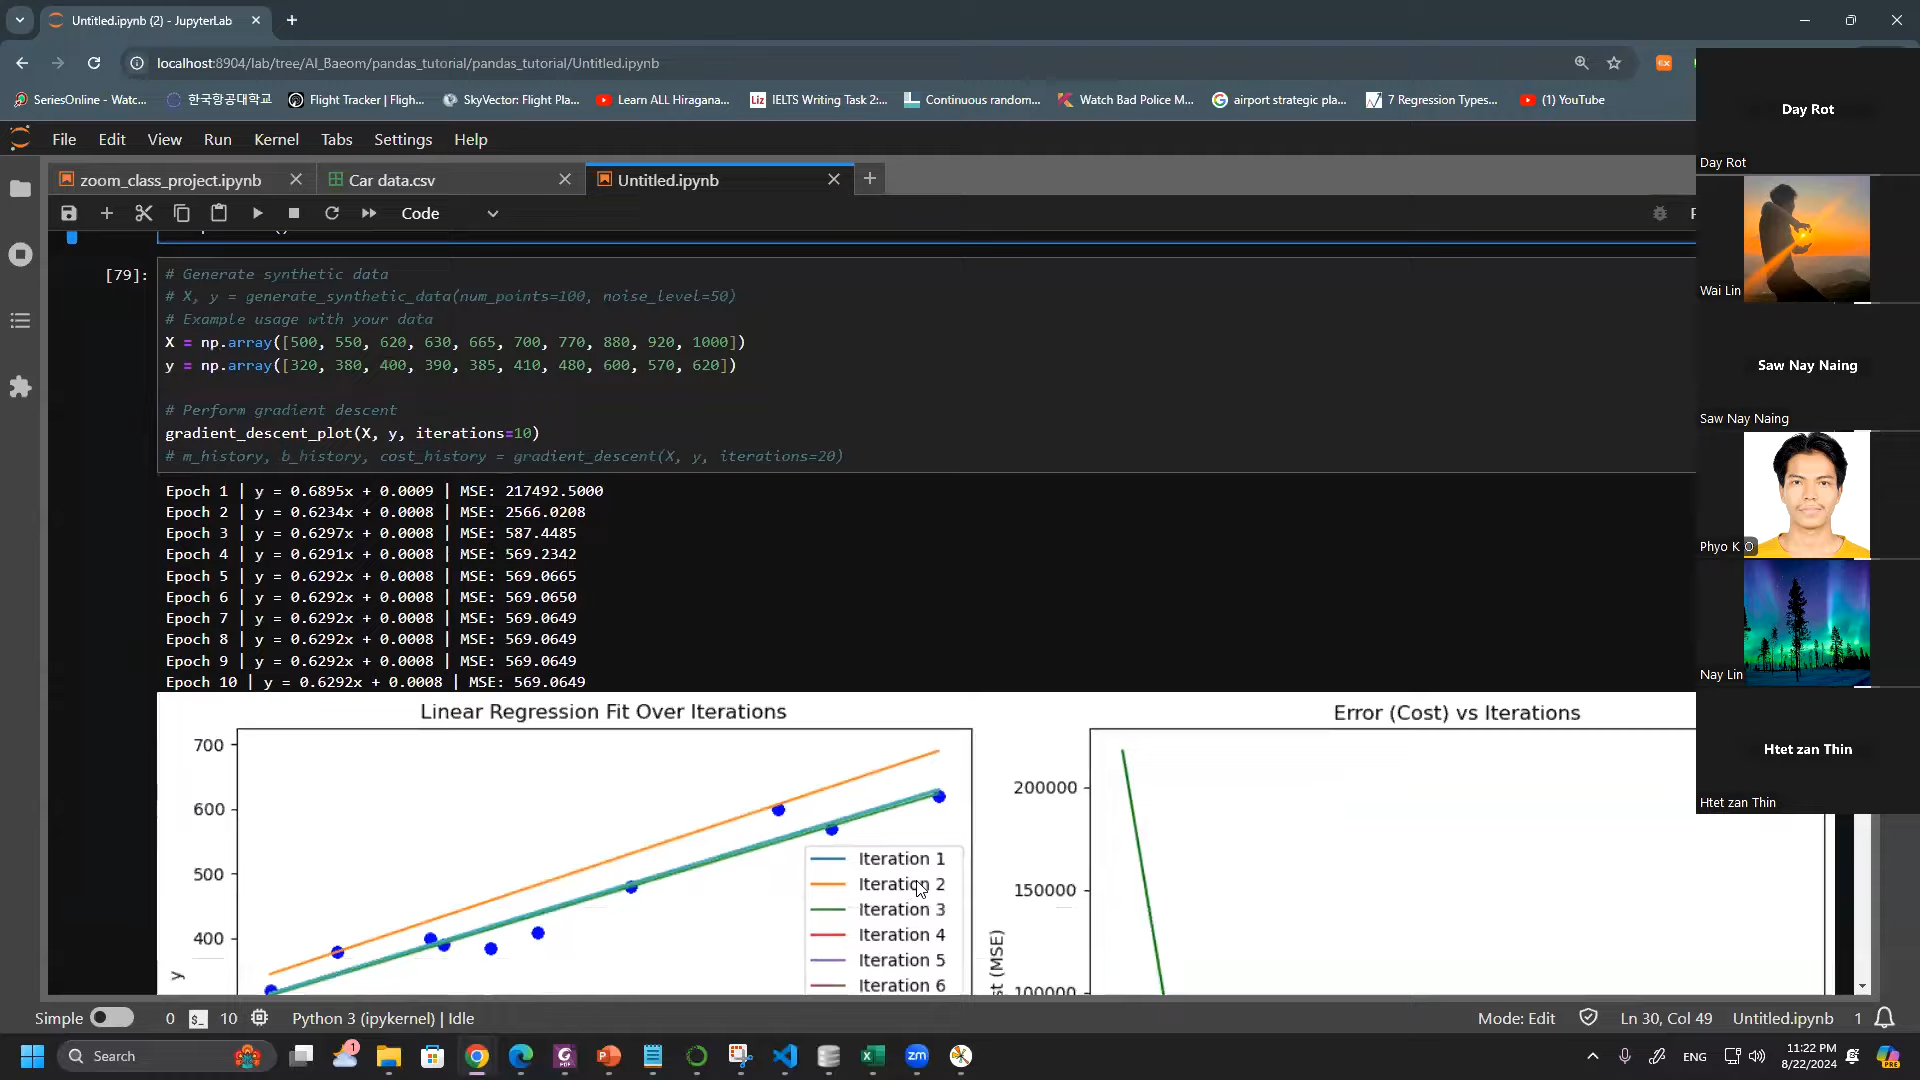 Untitled.ipynb (2) - JupyterLab
localhost:8904/lab/tree/AI_Baeom/pandas_tutorial/pandas_tutorial/Untitled.ipynb
SeriesOnline - Watc... 한국항공대학교 Flight Tracker | Fligh... SkyVector: Flight Pla... Learn ALL Hiragana... Liz IELTS Writing Task 2:... Continuous random... Watch Bad Police M... airport strategic pla... 7 Regression Types... (1) YouTube
File Edit View Run Kernel Tabs Settings Help
zoom_class_project.ipynb Car data.csv Untitled.ipynb
Code
[79]:
# Generate synthetic data
# X, y = generate_synthetic_data(num_points=100, noise_level=50)
# Example usage with your data
X = np.array([500, 550, 620, 630, 665, 700, 770, 880, 920, 1000])
y = np.array([320, 380, 400, 390, 385, 410, 480, 600, 570, 620])
# Perform gradient descent
gradient_descent_plot(X, y, iterations=10)
# m_history, b_history, cost_history = gradient_descent(X, y, iterations=20)
Epoch 1 | y = 0.6895x + 0.0009 | MSE: 217492.5000
Epoch 2 | y = 0.6234x + 0.0008 | MSE: 2566.0208
Epoch 3 | y = 0.6297x + 0.0008 | MSE: 587.4485
Epoch 4 | y = 0.6291x + 0.0008 | MSE: 569.2342
Epoch 5 | y = 0.6292x + 0.0008 | MSE: 569.0665
Epoch 6 | y = 0.6292x + 0.0008 | MSE: 569.0650
Epoch 7 | y = 0.6292x + 0.0008 | MSE: 569.0649
Epoch 8 | y = 0.6292x + 0.0008 | MSE: 569.0649
Epoch 9 | y = 0.6292x + 0.0008 | MSE: 569.0649
Epoch 10 | y = 0.6292x + 0.0008 | MSE: 569.0649
Linear Regression Fit Over Iterations
700
600
500
400
y
Iteration 1
Iteration 2
Iteration 3
Iteration 4
Iteration 5
Iteration 6
Error (Cost) vs Iterations
200000
150000
100000
st (MSE)
Day Rot
Day Rot
Wai Lin
Saw Nay Naing
Saw Nay Naing
Phyo K O
Nay Lin
Htet zan Thin
Htet zan Thin
Simple 0 10 Python 3 (ipykernel) | Idle Mode: Edit Ln 30, Col 49 Untitled.ipynb 1
Search
1
zm
ENG
11:22 PM
8/22/2024
PRE